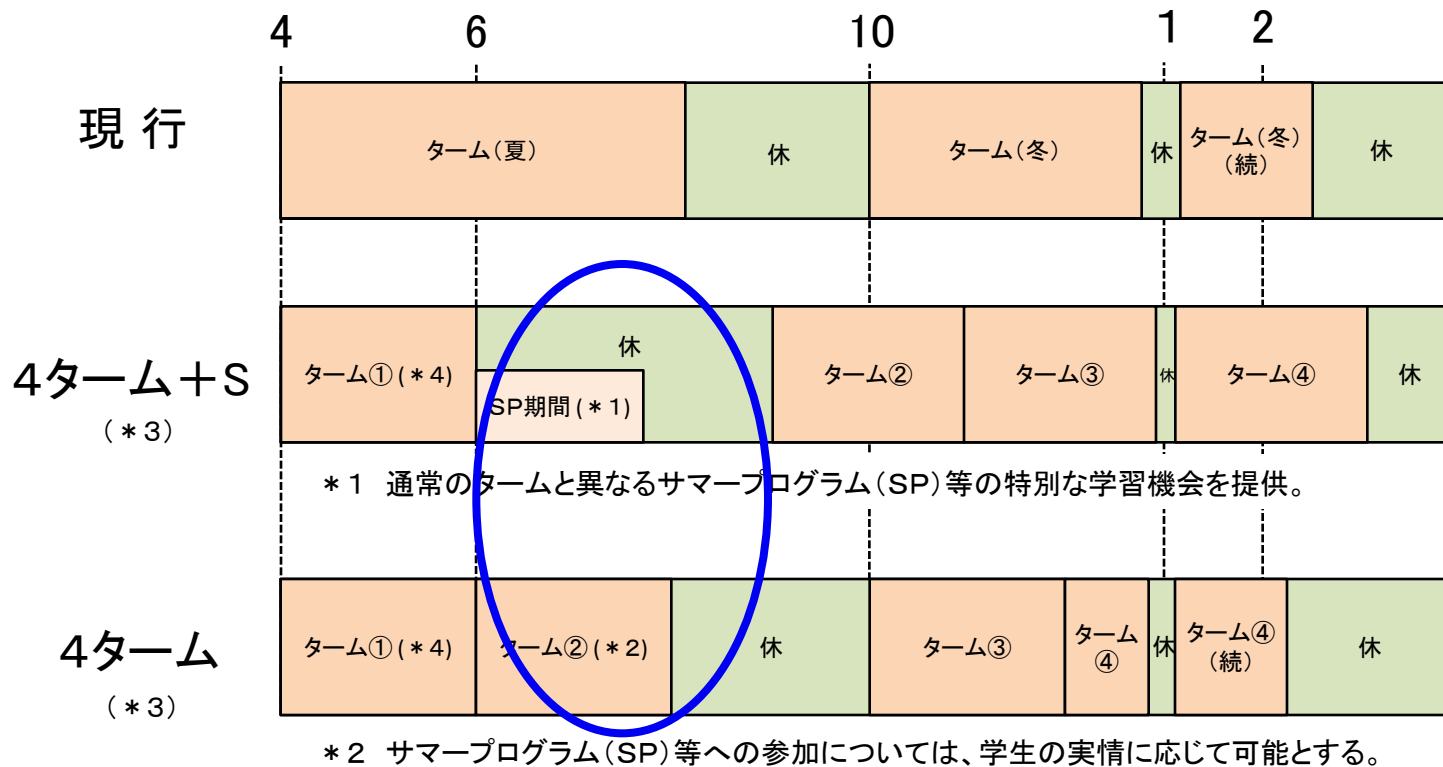 4 6 10 1 2
現 行
ターム(夏) 休 ターム(冬) 休 ターム(冬) 休
(続)
4ターム+S
(*3)
ターム①(*4) 休 ターム② ターム③ 休 ターム④ 休
SP期間(*1)
*1 通常のタームと異なるサマープログラム(SP)等の特別な学習機会を提供。
4ターム
(*3)
ターム①(*4) ターム②(*2) 休 ターム③ ターム 休 ターム④ 休
④ (続)
*2 サマープログラム(SP)等への参加については、学生の実情に応じて可能とする。